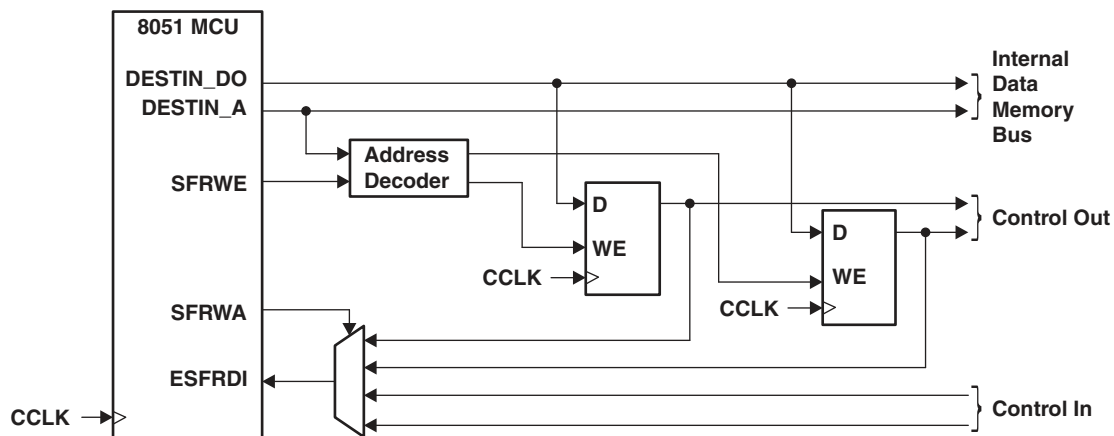 8051 MCU
DESTIN_DO
DESTIN_A
SFRWE
SFRWA
ESFRDI
CCLK
Address
Decoder
D
WE
CCLK
D
WE
CCLK
Internal
Data
Memory
Bus
Control Out
Control In